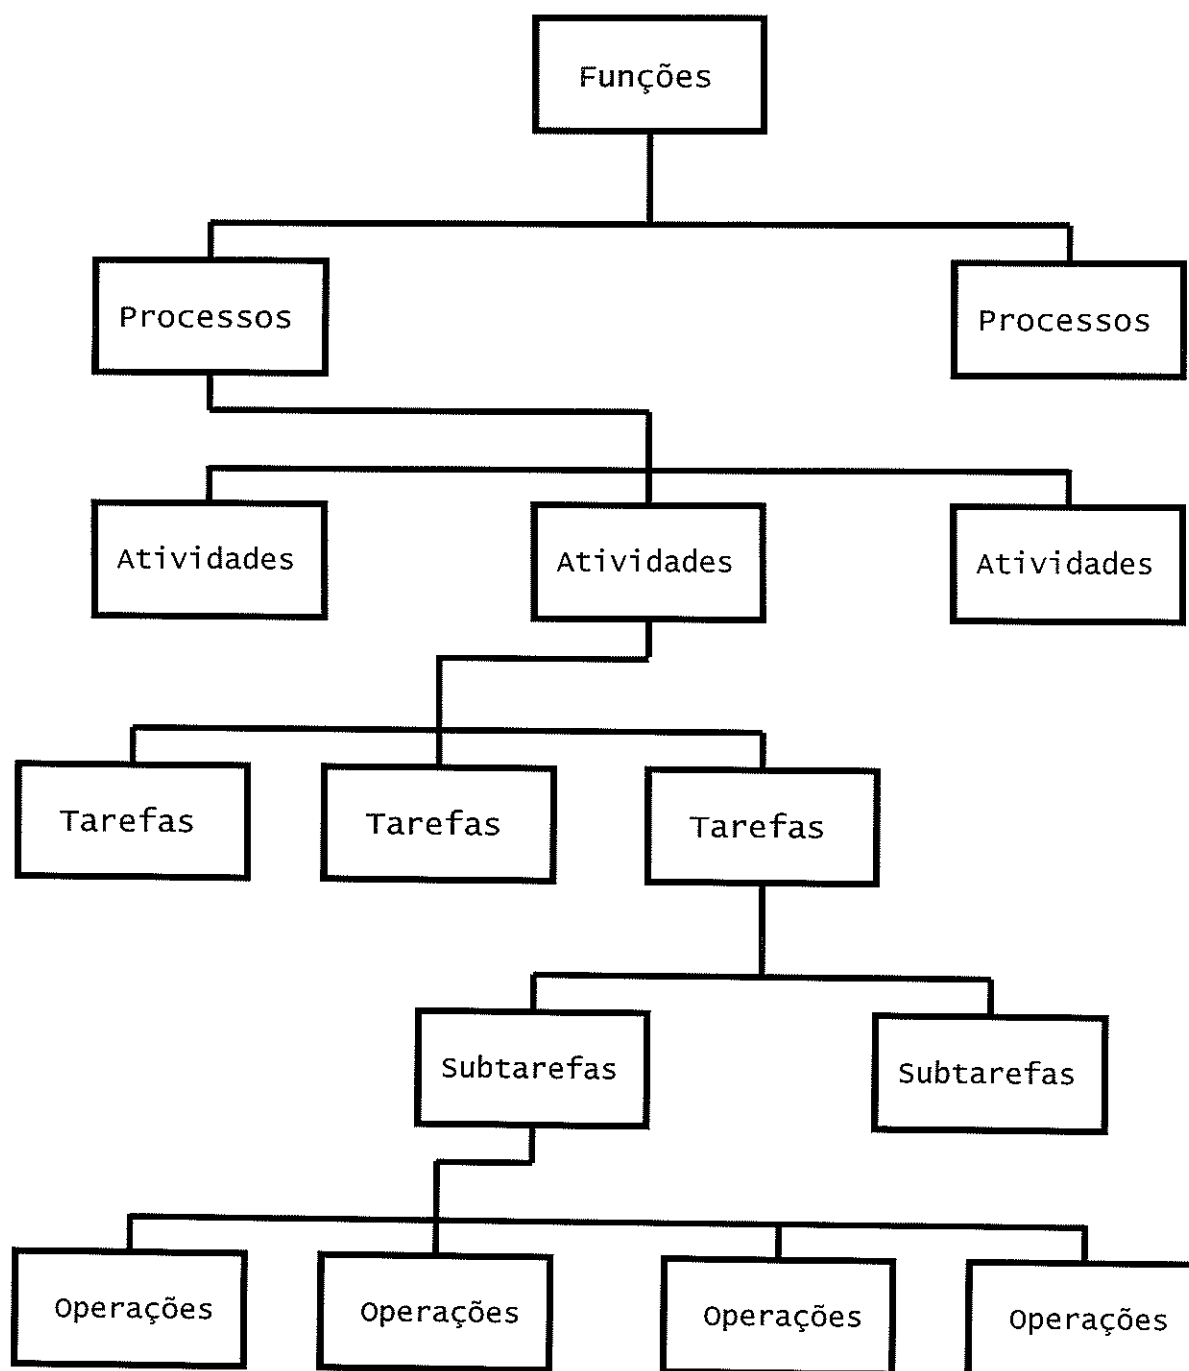 Funções
Processos
Processos
Atividades
Atividades
Atividades
Tarefas
Tarefas
Tarefas
Subtarefas
Subtarefas
Operações
Operações
Operações
Operações